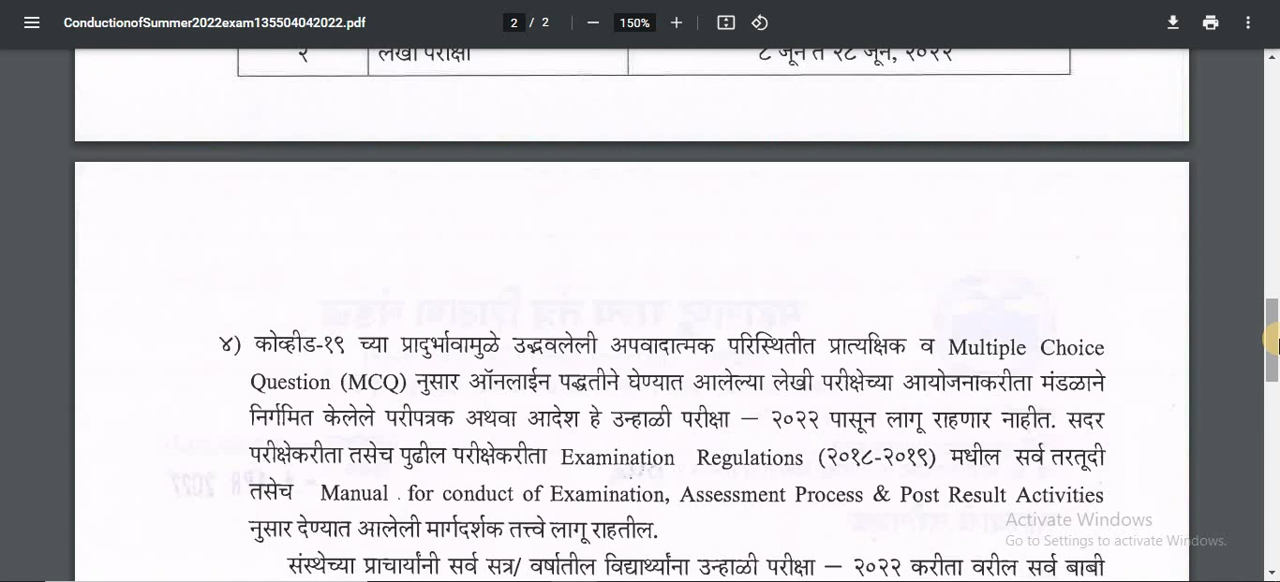 ConductionofSummer2022exam135504042022.pdf 2 / 2 150%
२ लेखी परीक्षा ८ जून ते २८ जून, २०२२
४) कोव्हीड-१९ च्या प्रादुर्भावामुळे उद्भवलेली अपवादात्मक परिस्थितीत प्रात्यक्षिक व Multiple Choice
Question (MCQ) नुसार ऑनलाईन पद्धतीने घेण्यात आलेल्या लेखी परीक्षेच्या आयोजनाकरीता मंडळाने
निर्गमित केलेले परीपत्रक अथवा आदेश हे उन्हाळी परीक्षा – २०२२ पासून लागू राहणार नाहीत. सदर
परीक्षेकरीता तसेच पुढील परीक्षेकरीता Examination Regulations (२०१८-२०१९) मधील सर्व तरतूदी
तसेच Manual for conduct of Examination, Assessment Process & Post Result Activities
नुसार देण्यात आलेली मार्गदर्शक तत्त्वे लागू राहतील.
Activate Windows
Go to Settings to activate Windows.
संस्थेच्या प्राचार्यांनी सर्व सत्र/ वर्षातील विद्यार्थ्यांना उन्हाळी परीक्षा – २०२२ करीता वरील सर्व बाबी